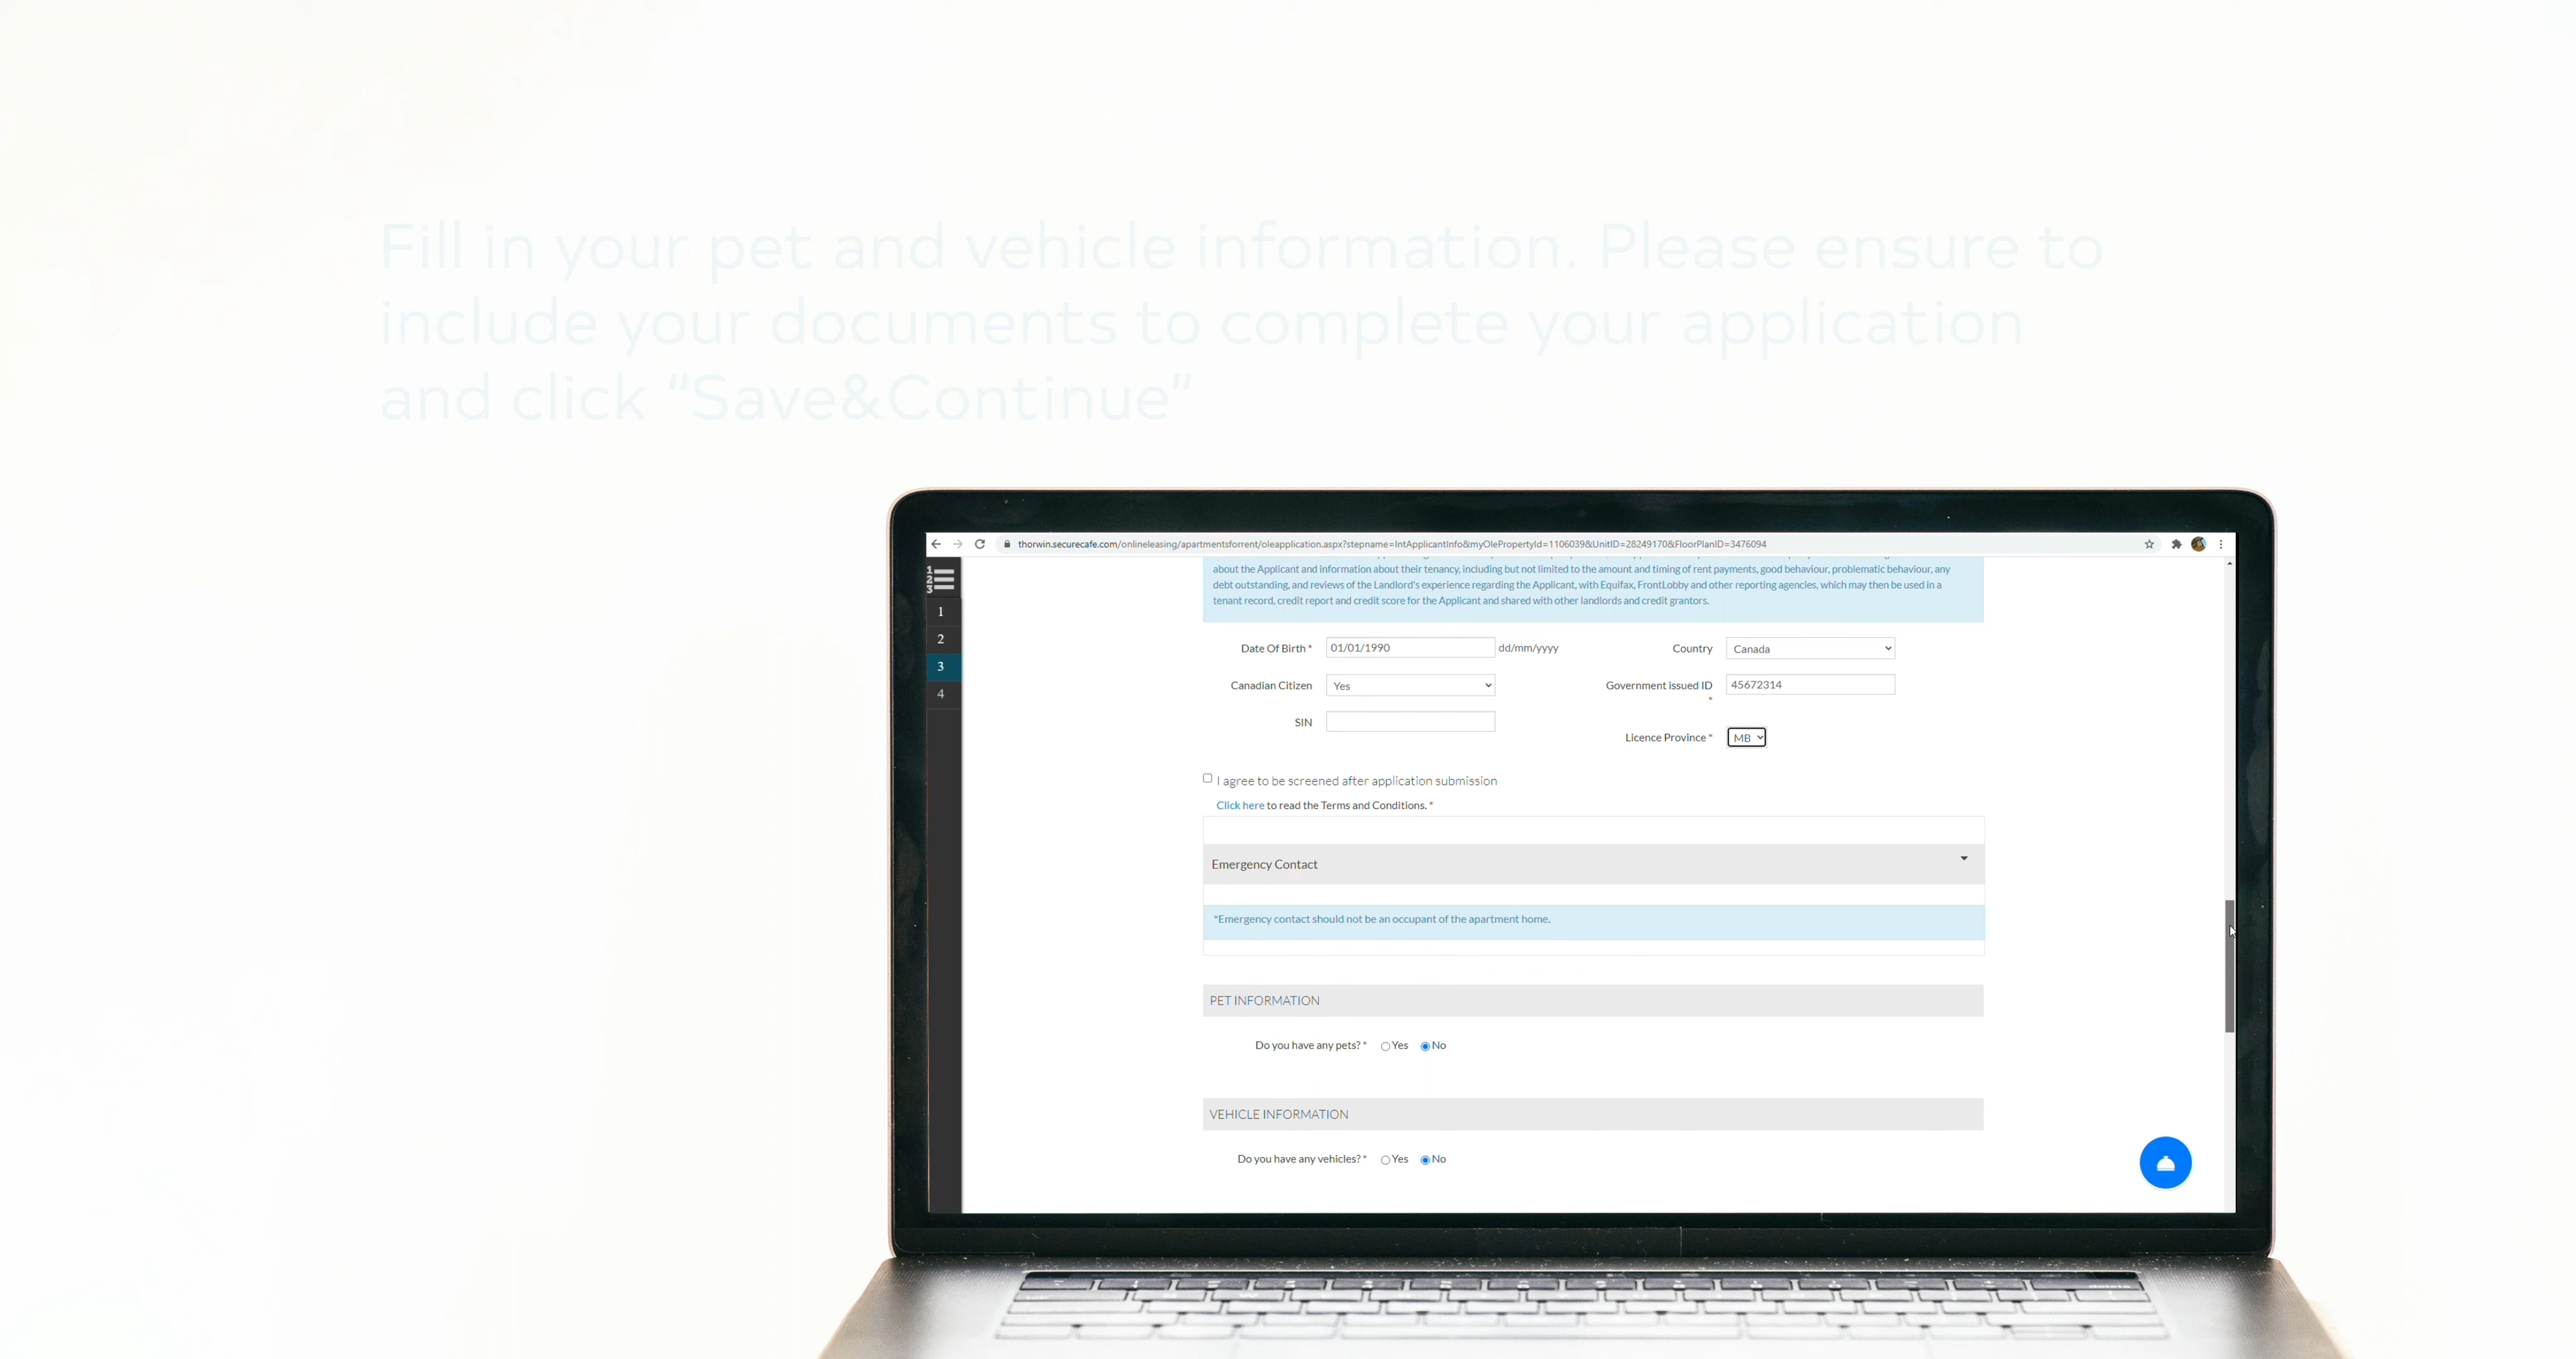 Fill in your pet and vehicle information. Please ensure to
include your documents to complete your application
and click “Save&Continue”
thorwin.securecafe.com/onlineleasing/apartmentsforrent/oleapplication.aspx?stepname=IntApplicantInfo&myOlePropertyId=1106039&UnitID=28249170&FloorPlanID=3476094
1
2
3
4
about the Applicant and information about their tenancy, including but not limited to the amount and timing of rent payments, good behaviour, problematic behaviour, any
debt outstanding, and reviews of the Landlord's experience regarding the Applicant, with Equifax, FrontLobby and other reporting agencies, which may then be used in a
tenant record, credit report and credit score for the Applicant and shared with other landlords and credit grantors.
Date Of Birth * 01/01/1990 dd/mm/yyyy Country Canada
Canadian Citizen Yes Government issued ID * 45672314
SIN
Licence Province * MB
I agree to be screened after application submission
Click here to read the Terms and Conditions. *
Emergency Contact
*Emergency contact should not be an occupant of the apartment home.
PET INFORMATION
Do you have any pets? * Yes No
VEHICLE INFORMATION
Do you have any vehicles? * Yes No